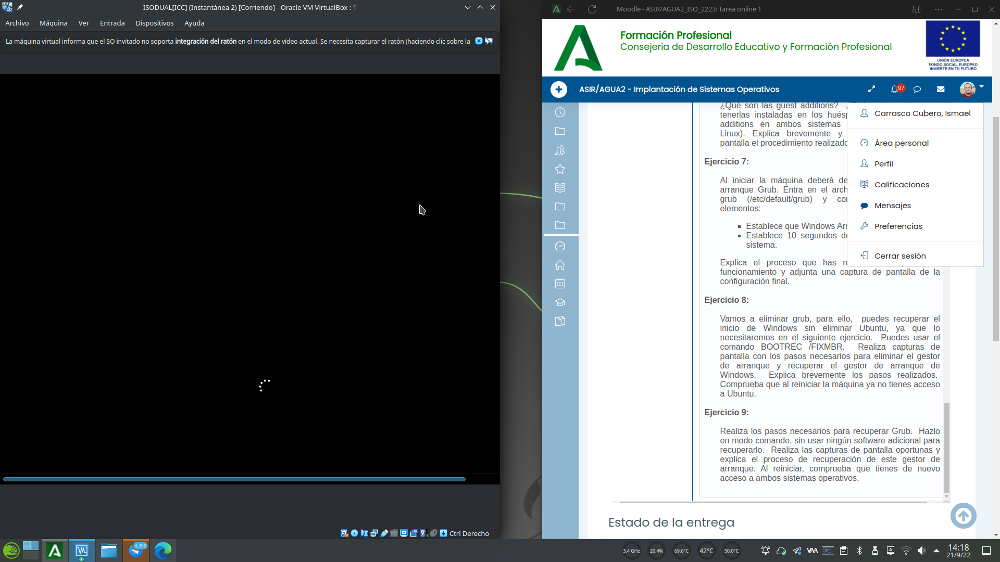 ISODUAL[ICC] (Instantánea 2) [Corriendo] - Oracle VM VirtualBox : 1
Archivo Máquina Ver Entrada Dispositivos Ayuda
La máquina virtual informa que el SO invitado no soporta integración del ratón en el modo de vídeo actual. Se necesita capturar el ratón (haciendo clic sobre la
Ctrl Derecho
Moodle - ASIR/AGUA2_ISO_2223: Tarea online 1
Formación Profesional
Consejería de Desarrollo Educativo y Formación Profesional
UNIÓN EUROPEA
FONDO SOCIAL EUROPEO
INVIERTE EN TU FUTURO
ASIR/AGUA2 - Implantación de Sistemas Operativos
97
¿Qué son las guest additions?
tenerlas instaladas en los huésp
additions en ambos sistemas
Linux). Explica brevemente y
pantalla el procedimiento realizado
Ejercicio 7:
Al iniciar la máquina deberá de
arranque Grub. Entra en el arch
grub (/etc/default/grub) y con
elementos:
Establece que Windows Arr
Establece 10 segundos de
sistema.
Explica el proceso que has re
funcionamiento y adjunta una captura de pantalla de la
configuración final.
Ejercicio 8:
Vamos a eliminar grub, para ello, puedes recuperar el
inicio de Windows sin eliminar Ubuntu, ya que lo
necesitaremos en el siguiente ejercicio. Puedes usar el
comando BOOTREC /FIXMBR. Realiza capturas de
pantalla con los pasos necesarios para eliminar el gestor
de arranque y recuperar el gestor de arranque de
Windows. Explica brevemente los pasos realizados.
Comprueba que al reiniciar la máquina ya no tienes acceso
a Ubuntu.
Ejercicio 9:
Realiza los pasos necesarios para recuperar Grub. Hazlo
en modo comando, sin usar ningún software adicional para
recuperarlo. Realiza las capturas de pantalla oportunas y
explica el proceso de recuperación de este gestor de
arranque. Al reiniciar, comprueba que tienes de nuevo
acceso a ambos sistemas operativos.
Carrasco Cubero, Ismael
Área personal
Perfil
Calificaciones
Mensajes
Preferencias
Cerrar sesión
Estado de la entrega
3.250
3,4 GHz
20,4%
69,6°C
42°C
50,0°C
14:18
21/9/22